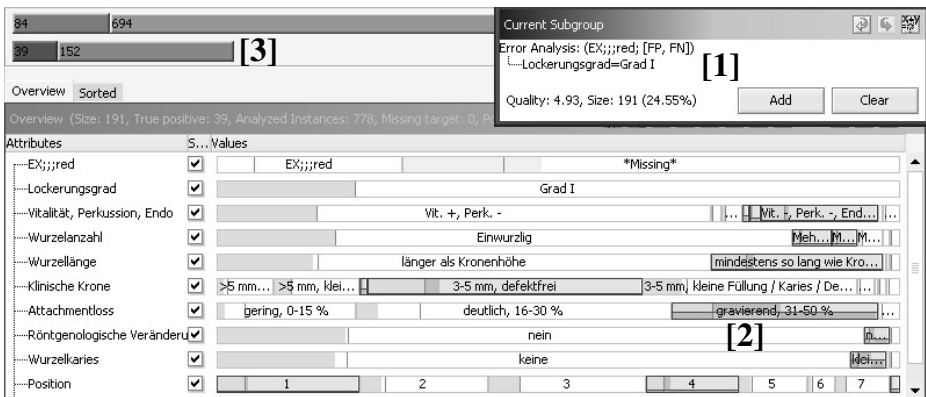 84 694
39 152 [3]
Current Subgroup
X+Y
=?
Error Analysis: (EX;;;red; [FP, FN])
Lockerungsgrad=Grad I
[1]
Quality: 4.93, Size: 191 (24.55%) Add Clear
Overview Sorted
Overview (Size: 191, True positive: 39, Analyzed Instances: 778, Missing target: 0, P
Attributes S... Values
EX;;;red EX;;;red *Missing*
Lockerungsgrad Grad I
Vitalität, Perkussion, Endo Vit. +, Perk. - ... Vit. -, Perk. -, End... ...
Wurzelanzahl Einwurzlig Meh... M... M...
Wurzellänge länger als Kronenhöhe mindestens so lang wie Kro...
Klinische Krone >5 mm... >5 mm, klei... 3-5 mm, defektfrei 3-5 mm, kleine Füllung / Karies / De... ...
Attachmentloss gering, 0-15 % deutlich, 16-30 % gravierend, 31-50 % ...
[2]
Röntgenologische Veränderu nein n...
Wurzelkaries keine klei...
Position 1 2 3 4 5 6 7